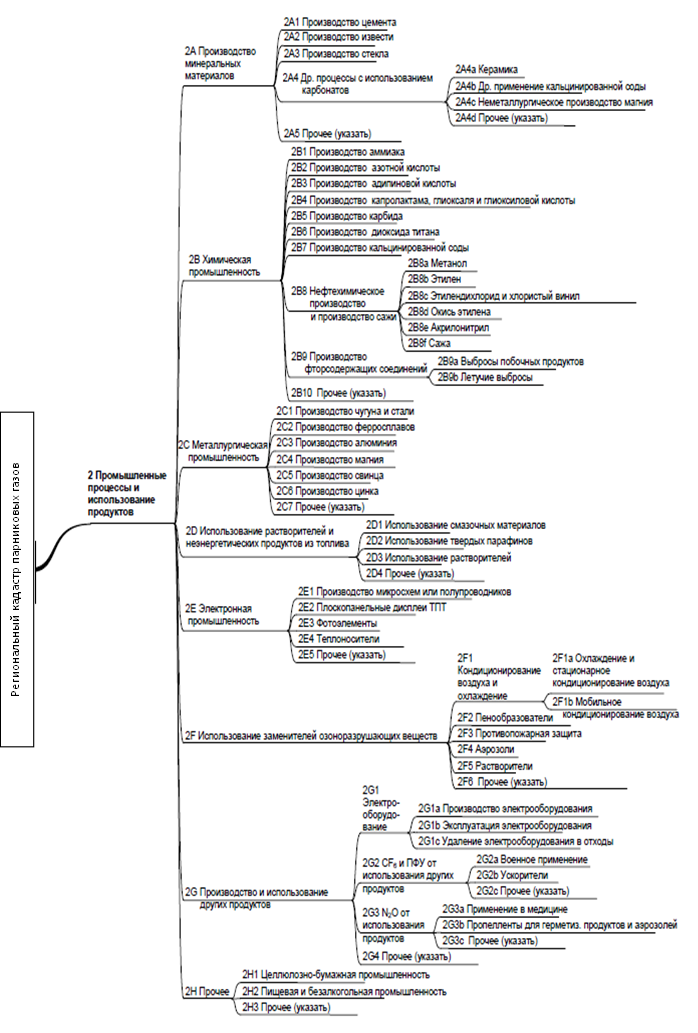 Региональный кадастр парниковых газов
2 Промышленные
процессы и
использование
продуктов
2A Производство
минеральных
материалов
2A1 Производство цемента
2A2 Производство извести
2A3 Производство стекла
2A4 Др. процессы с использованием
карбонатов
2A4a Керамика
2A4b Др. применение кальцинированной соды
2A4c Неметаллургическое производство магния
2A4d Прочее (указать)
2A5 Прочее (указать)
2B Химическая
промышленность
2B1 Производство аммиака
2B2 Производство азотной кислоты
2B3 Производство адипиновой кислоты
2B4 Производство капролактама, глиоксаля и глиоксиловой кислоты
2B5 Производство карбида
2B6 Производство диоксида титана
2B7 Производство кальцинированной соды
2B8 Нефтехимическое
производство
и производство сажи
2B8a Метанол
2B8b Этилен
2B8c Этилендихлорид и хлористый винил
2B8d Окись этилена
2B8e Акрилонитрил
2B8f Сажа
2B9 Производство
фторсодержащих соединений
2B9a Выбросы побочных продуктов
2B9b Летучие выбросы
2B10 Прочее (указать)
2C Металлургическая
промышленность
2C1 Производство чугуна и стали
2C2 Производство ферросплавов
2C3 Производство алюминия
2C4 Производство магния
2C5 Производство свинца
2C6 Производство цинка
2C7 Прочее (указать)
2D Использование растворителей и
неэнергетических продуктов из топлива
2D1 Использование смазочных материалов
2D2 Использование твердых парафинов
2D3 Использование растворителей
2D4 Прочее (указать)
2E Электронная
промышленность
2E1 Производство микросхем или полупроводников
2E2 Плоскопанельные дисплеи ТПТ
2E3 Фотоэлементы
2E4 Теплоносители
2E5 Прочее (указать)
2F Использование заменителей озоноразрушающих веществ
2F1
Кондиционирование
воздуха и
охлаждение
2F1a Охлаждение и
стационарное
кондиционирование воздуха
2F1b Мобильное
кондиционирование воздуха
2F2 Пенообразователи
2F3 Противопожарная защита
2F4 Аэрозоли
2F5 Растворители
2F6 Прочее (указать)
2G Производство и использование
других продуктов
2G1
Электро-
оборудо-
вание
2G1a Производство электрооборудования
2G1b Эксплуатация электрооборудования
2G1c Удаление электрооборудования в отходы
2G2 CF₆ и ПФУ от
использования других
продуктов
2G2a Военное применение
2G2b Ускорители
2G2c Прочее (указать)
2G3 N₂O от
использования
продуктов
2G3a Применение в медицине
2G3b Пропелленты для герметиз. продуктов и аэрозолей
2G3c Прочее (указать)
2G4 Прочее (указать)
2H Прочее
2H1 Целлюлозно-бумажная промышленность
2H2 Пищевая и безалкогольная промышленность
2H3 Прочее (указать)